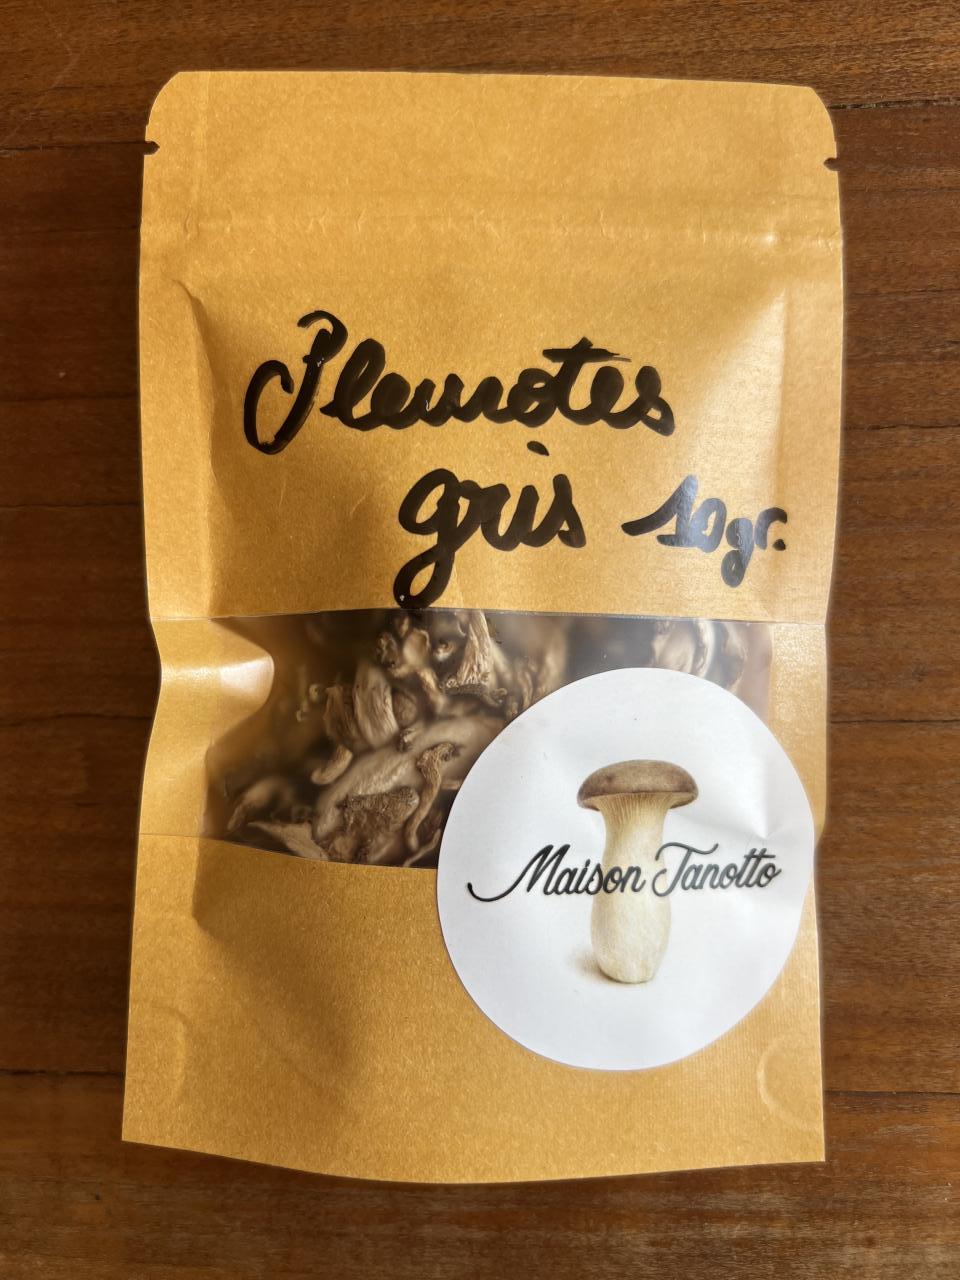 Pleurotes
gris 10gr.
Maison Tanotto